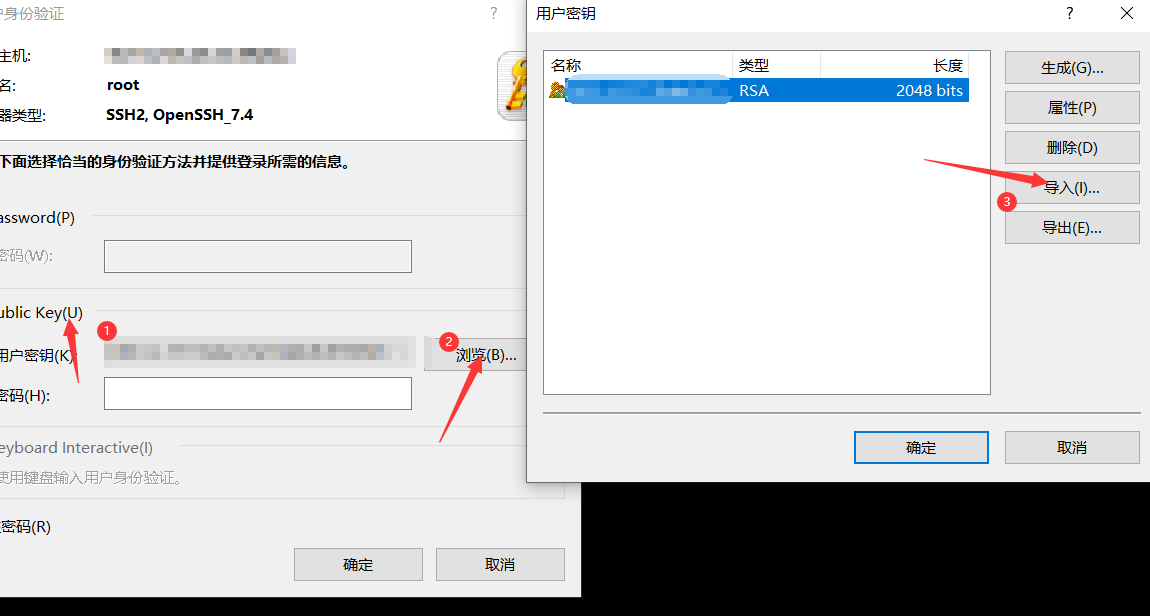 户身份验证
?
主机:
名:
root
器类型:
SSH2, OpenSSH_7.4
下面选择恰当的身份验证方法并提供登录所需的信息。
assword(P)
密码(W):
ublic Key(U)
1
用户密钥(K):
2
浏览(B)...
密码(H):
eyboard Interactive(I)
使用键盘输入用户身份验证。
密码(R)
确定
取消
用户密钥
?
名称
类型
长度
RSA
2048 bits
生成(G)...
属性(P)
删除(D)
导入(I)...
3
导出(E)...
确定
取消